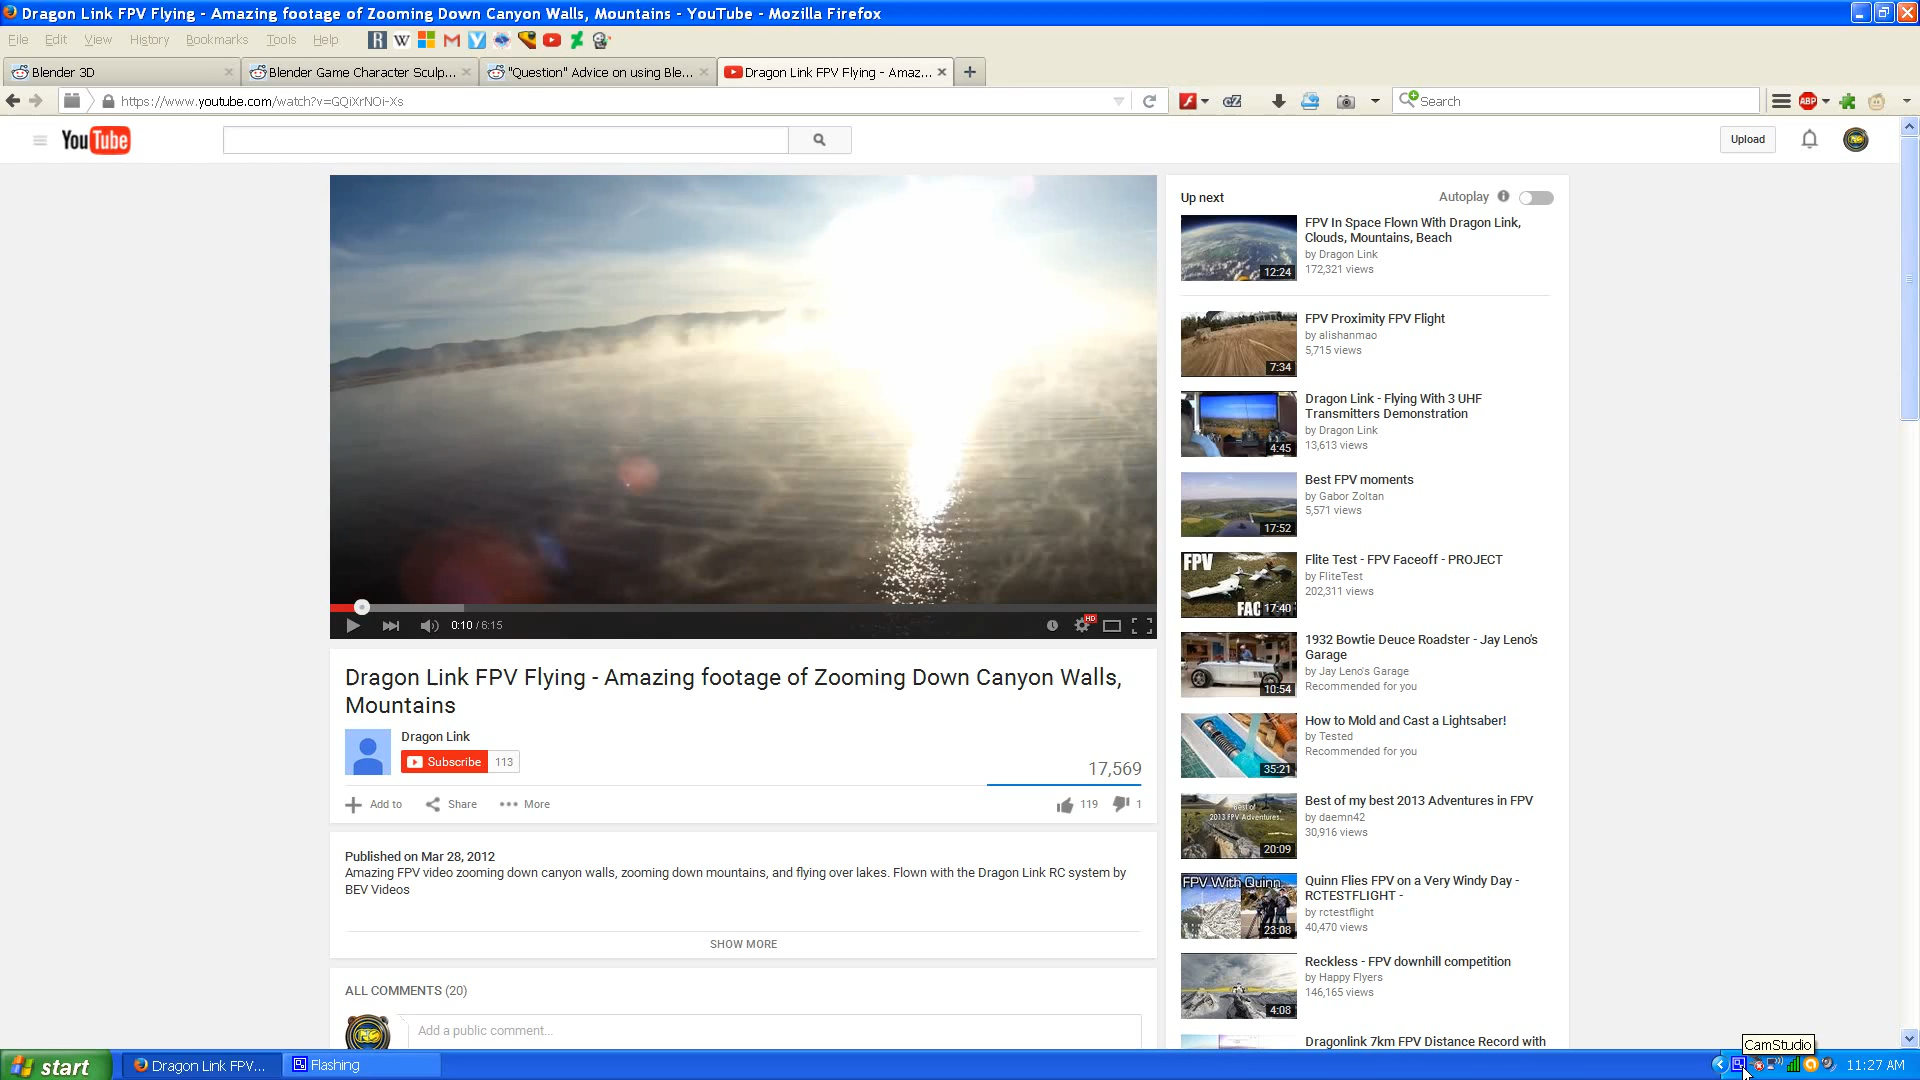 Dragon Link FPV Flying - Amazing footage of Zooming Down Canyon Walls, Mountains - YouTube - Mozilla Firefox
File Edit View History Bookmarks Tools Help
Blender 3D
Blender Game Character Sculp...
"Question" Advice on using Ble...
Dragon Link FPV Flying - Amaz...
https://www.youtube.com/watch?v=GQiXrNOi-Xs
Search
ABP
YouTube
Upload
0:10 / 6:15
HD
Dragon Link FPV Flying - Amazing footage of Zooming Down Canyon Walls,
Mountains
Dragon Link
Subscribe 113
17,569
Add to Share More
119 1
Published on Mar 28, 2012
Amazing FPV video zooming down canyon walls, zooming down mountains, and flying over lakes. Flown with the Dragon Link RC system by
BEV Videos
SHOW MORE
ALL COMMENTS (20)
Add a public comment...
Up next
Autoplay
FPV In Space Flown With Dragon Link,
Clouds, Mountains, Beach
by Dragon Link
172,321 views
12:24
FPV Proximity FPV Flight
by alishanmao
5,715 views
7:34
Dragon Link - Flying With 3 UHF
Transmitters Demonstration
by Dragon Link
13,613 views
4:45
Best FPV moments
by Gabor Zoltan
5,571 views
17:52
Flite Test - FPV Faceoff - PROJECT
by FliteTest
202,311 views
FPV
17:40
1932 Bowtie Deuce Roadster - Jay Leno's
Garage
by Jay Leno's Garage
Recommended for you
10:54
How to Mold and Cast a Lightsaber!
by Tested
Recommended for you
35:21
Best of my best 2013 Adventures in FPV
by daemn42
30,916 views
Best of
2013 FPV Adventures...
20:09
Quinn Flies FPV on a Very Windy Day -
RCTESTFLIGHT -
by rctestflight
40,470 views
FPV With Quinn
23:08
Reckless - FPV downhill competition
by Happy Flyers
146,165 views
4:08
Dragonlink 7km FPV Distance Record with
CamStudio
start
Dragon Link FPV...
Flashing
11:27 AM